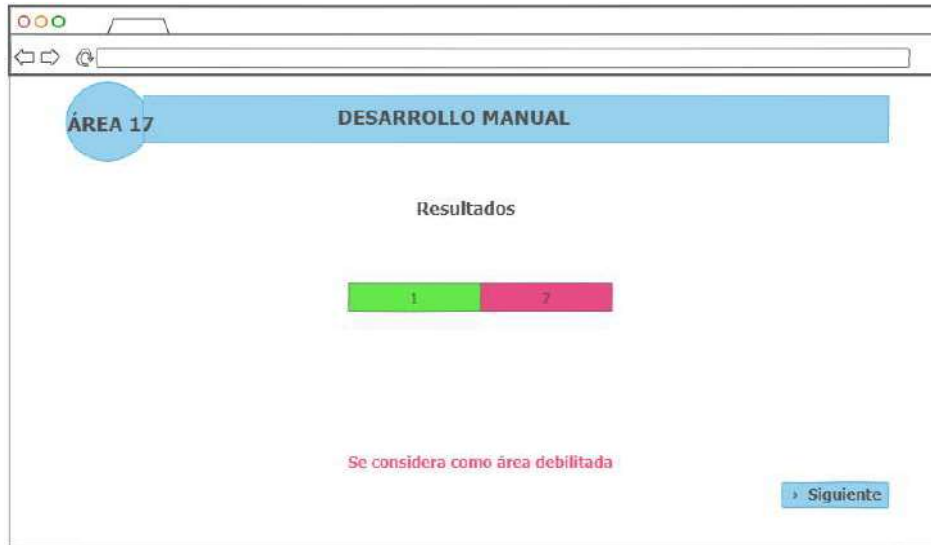 ÁREA 17
DESARROLLO MANUAL
Resultados
1
7
Se considera como área debilitada
› Siguiente